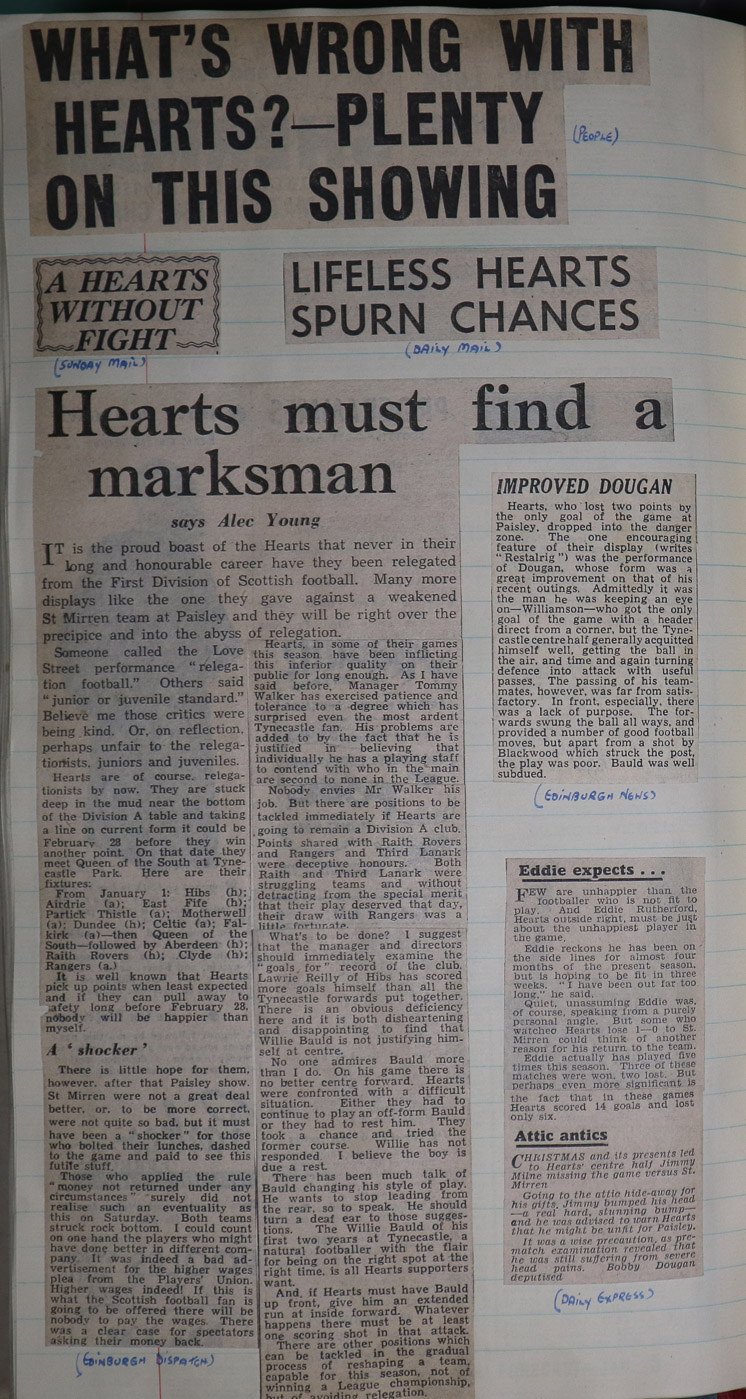 WHAT'S WRONG WITH
HEARTS?—PLENTY
ON THIS SHOWING
(PEOPLE)
A HEARTS
WITHOUT
FIGHT
(SUNDAY MAIL)
LIFELESS HEARTS
SPURN CHANCES
(DAILY MAIL)
Hearts must find a
marksman
says Alec Young
IT is the proud boast of the Hearts that never in their
long and honourable career have they been relegated
from the First Division of Scottish football. Many more
displays like the one they gave against a weakened
St Mirren team at Paisley and they will be right over the
precipice and into the abyss of relegation.
Someone called the Love
Street performance "relega-
tion football." Others said
"junior or juvenile standard."
Believe me those critics were
being kind. Or, on reflection,
perhaps unfair to the relega-
tionists, juniors and juveniles.
Hearts are of course, relega-
tionists by now. They are stuck
deep in the mud near the bottom
of the Division A table and taking
a line on current form it could be
February 28 before they win
another point. On that date they
meet Queen of the South at Tyne-
castle Park. Here are their
fixtures:
From January 1: Hibs (h);
Airdrie (a); East Fife (h);
Partick Thistle (a); Motherwell
(a); Dundee (h); Celtic (a); Fal-
kirk (a)—then Queen of the
South—followed by Aberdeen (h);
Raith Rovers (h); Clyde (h);
Rangers (a.)
It is well known that Hearts
pick up points when least expected
and if they can pull away to
safety long before February 28,
nobody will be happier than
myself.
A 'shocker'
There is little hope for them,
however, after that Paisley show.
St Mirren were not a great deal
better, or, to be more correct,
were not quite so bad, but it must
have been a "shocker" for those
who bolted their lunches, dashed
to the game and paid to see this
futile stuff.
Those who applied the rule
"money not returned under any
circumstances" surely did not
realise such an eventuality as
this on Saturday. Both teams
struck rock bottom. I could count
on one hand the players who might
have done better in different com-
pany. It was indeed a bad ad-
vertisement for the higher wages
plea from the Players' Union.
Higher wages indeed! If this is
what the Scottish football fan is
going to be offered there will be
nobody to pay the wages. There
was a clear case for spectators
asking their money back.
(EDINBURGH DISPATCH)
Hearts, in some of their games
this season have been inflicting
this inferior quality on their
public for long enough. As I have
said before, Manager Tommy
Walker has exercised patience and
tolerance to a degree which has
surprised even the most ardent
Tynecastle fan. His problems are
added to by the fact that he is
justified in believing that
individually he has a playing staff
to contend with who in the main
are second to none in the League.
Nobody envies Mr Walker his
job. But there are positions to be
tackled immediately if Hearts are
going to remain a Division A club.
Points shared with Raith Rovers
and Rangers and Third Lanark
were deceptive honours. Both
Raith and Third Lanark were
struggling teams and without
detracting from the special merit
that their play deserved that day,
their draw with Rangers was a
little fortunate.
What's to be done? I suggest
that the manager and directors
should immediately examine the
"goals for" record of the club.
Lawrie Reilly of Hibs has scored
more goals himself than all the
Tynecastle forwards put together.
There is an obvious deficiency
here and it is both disheartening
and disappointing to find that
Willie Bauld is not justifying him-
self at centre.
No one admires Bauld more
than I do. On his game there is
no better centre forward. Hearts
were confronted with a difficult
situation. Either they had to
continue to play an off-form Bauld
or they had to rest him. They
took a chance and tried the
former course. Willie has not
responded. I believe the boy is
due a rest.
There has been much talk of
Bauld changing his style of play.
He wants to stop leading from
the rear, so to speak. He should
turn a deaf ear to those sugges-
tions. The Willie Bauld of his
first two years at Tynecastle, a
natural footballer with the flair
for being on the right spot at the
right time, is all Hearts supporters
want.
And, if Hearts must have Bauld
up front, give him an extended
run at inside forward. Whatever
happens there must be at least
one scoring shot in that attack.
There are other positions which
can be tackled in the gradual
process of reshaping a team,
capable for this season, not of
winning a League championship,
but of avoiding relegation.
IMPROVED DOUGAN
Hearts, who lost two points by
the only goal of the game at
Paisley, dropped into the danger
zone. The one encouraging
feature of their display (writes
"Restalrig") was the performance
of Dougan, whose form was a
great improvement on that of his
recent outings. Admittedly it was
the man he was keeping an eye
on—Williamson—who got the only
goal of the game with a header
direct from a corner, but the Tyne-
castle centre half generally acquitted
himself well, getting the ball in
the air, and time and again turning
defence into attack with useful
passes. The passing of his team-
mates, however, was far from satis-
factory. In front, especially, there
was a lack of purpose. The for-
wards swung the ball all ways, and
provided a number of good football
moves, but apart from a shot by
Blackwood which struck the post,
the play was poor. Bauld was well
subdued.
(EDINBURGH NEWS)
Eddie expects . . .
FEW are unhappier than the
footballer who is not fit to
play. And Eddie Rutherford,
Hearts outside right, must be just
about the unhappiest player in
the game.
Eddie reckons he has been on
the side lines for almost four
months of the present season,
but is hoping to be fit in three
weeks. "I have been out far too
long," he said.
Quiet, unassuming Eddie was,
of course, speaking from a purely
personal angle. But some who
watched Hearts lose 1—0 to St.
Mirren could think of another
reason for his return to the team.
Eddie actually has played five
times this season. Three of these
matches were won, two lost. But
perhaps even more significant is
the fact that in these games
Hearts scored 14 goals and lost
only six.
Attic antics
CHRISTMAS and its presents led
to Hearts' centre half Jimmy
Milne missing the game versus St.
Mirren
Going to the attic hide-away for
his gifts, Jimmy bumped his head
—a real hard, stunning bump—
and he was advised to warn Hearts
that he might be unfit for Paisley.
It was a wise precaution, as pre-
match examination revealed that
he was still suffering from severe
head pains. Bobby Dougan
deputised
(DAILY EXPRESS)